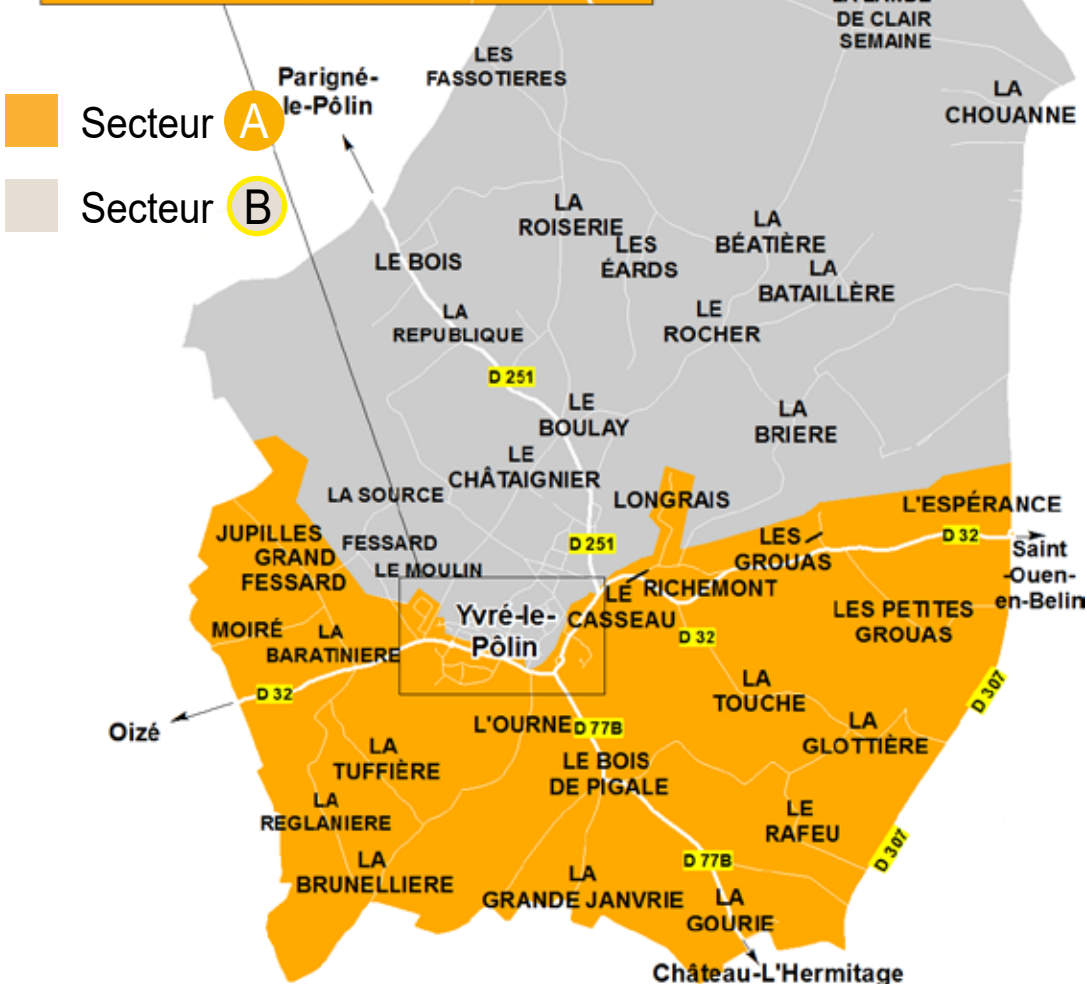 DE CLAIR
SEMAINE
LES
FASSOTIERES
Parigné-
le-Pôlin
LA
CHOUANNE
Secteur A
Secteur B
LA
ROISERIE
LES
ÉARDS
LA
BÉATIÈRE
LA
BATAILLÈRE
LE BOIS
LA
REPUBLIQUE
LE
ROCHER
D 251
LE
BOULAY
LA
BRIERE
LE
CHÂTAIGNIER
LA SOURCE
LONGRAIS
L'ESPÉRANCE
JUPILLES
GRAND
FESSARD
FESSARD
LE MOULIN
D 251
LES
GROUAS
D 32
Saint
-Ouen-
en-Belin
RICHEMONT
LE
CASSEAU
Yvré-le-
Pôlin
LES PETITES
GROUAS
MOIRÉ
LA
BARATINIERE
D 32
D 32
Oizé
LA
TOUCHE
D 307
L'OURNE
D 77B
LA
GLOTTIÈRE
LA
TUFFIÈRE
LE BOIS
DE PIGALE
LA
REGLANIERE
LE
RAFEU
D 307
LA
BRUNELLIERE
D 77B
LA
GRANDE JANVRIE
LA
GOURIE
Château-L'Hermitage